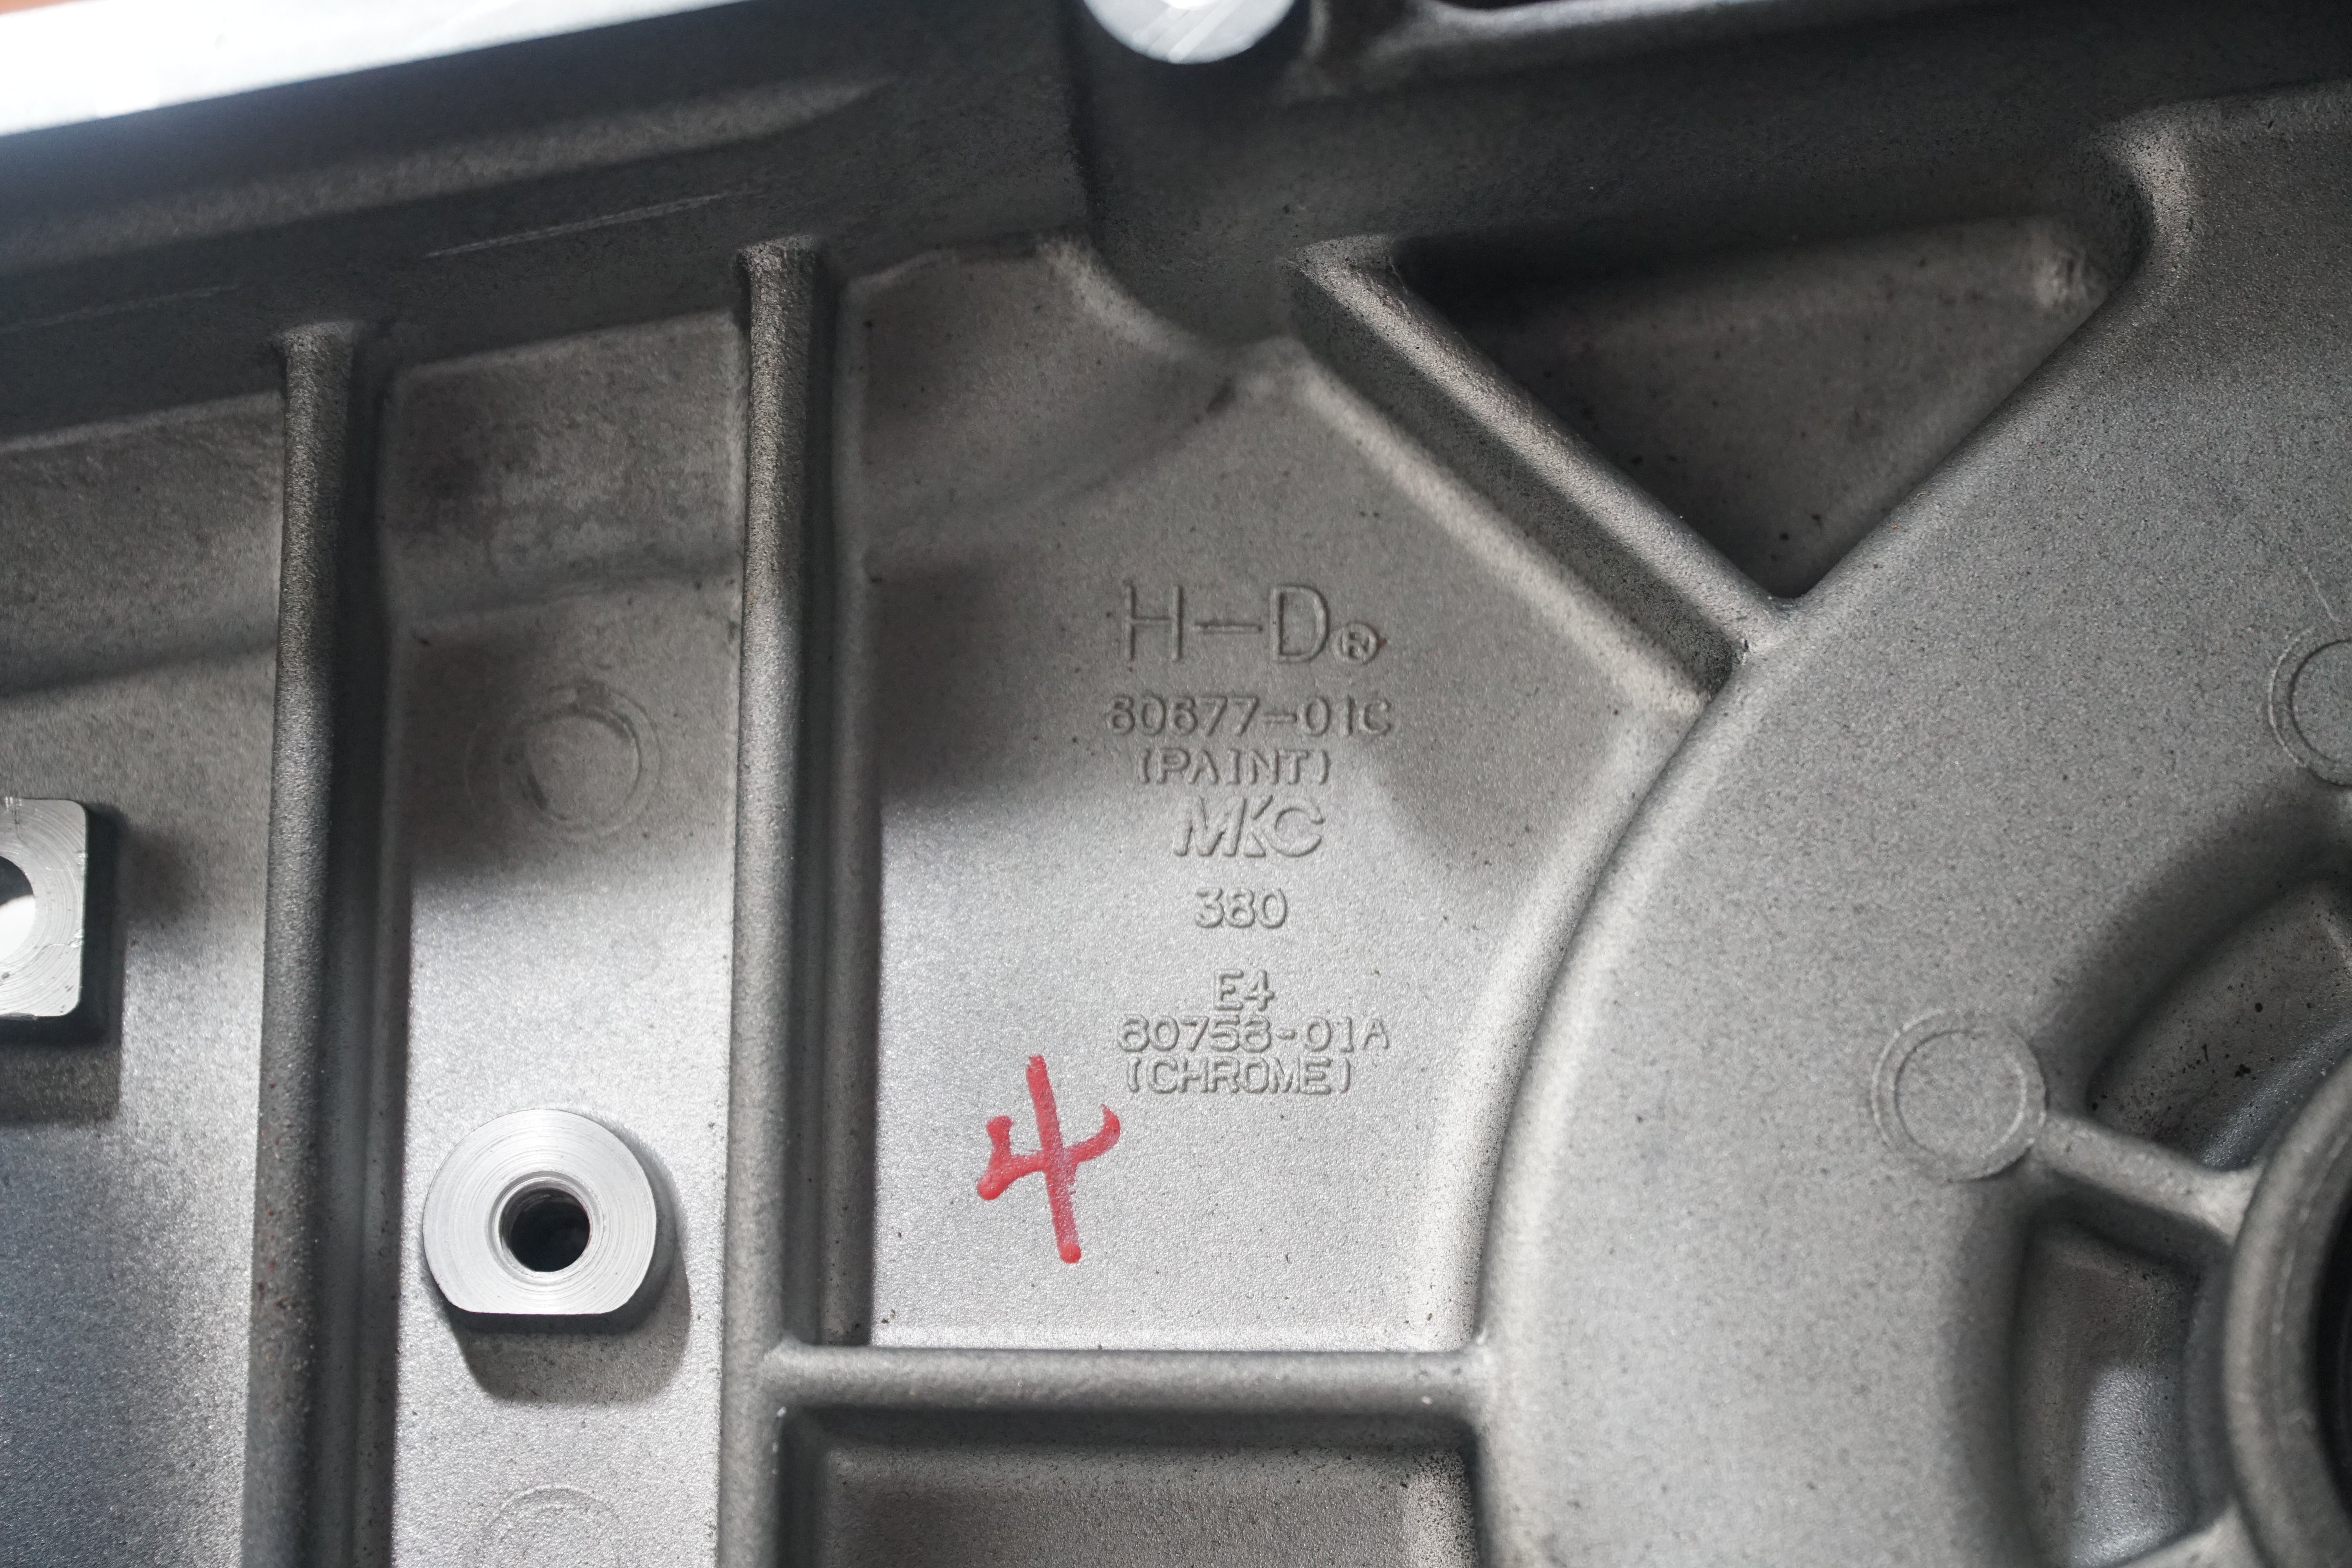 H-D®
60677-01C
(PAINT)
MKC
380
E4
60758-01A
(CHROME)
4